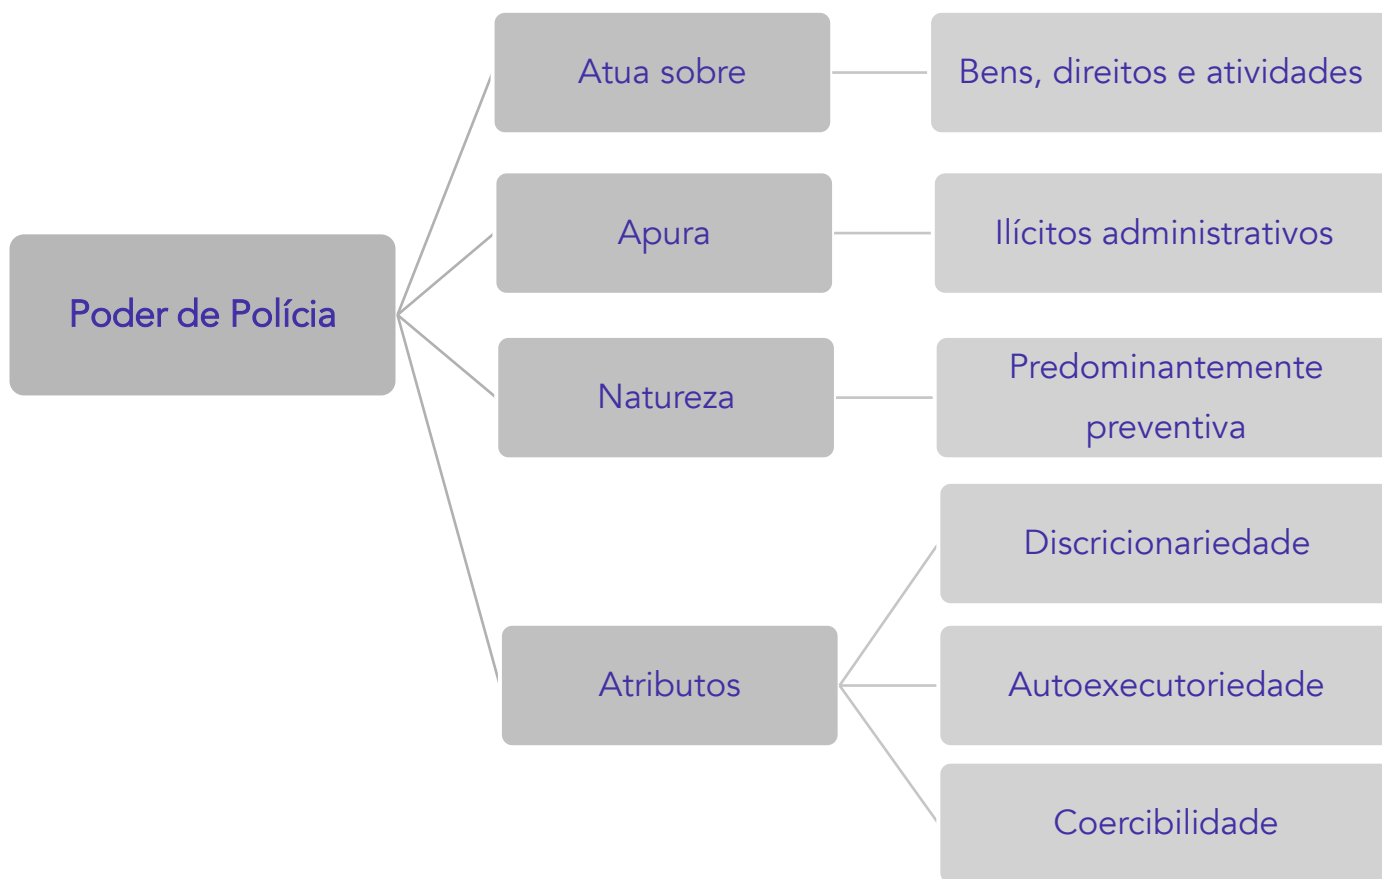 Poder de Polícia
Atua sobre
Bens, direitos e atividades
Apura
Ilícitos administrativos
Natureza
Predominantemente
preventiva
Atributos
Discricionariedade
Autoexecutoriedade
Coercibilidade